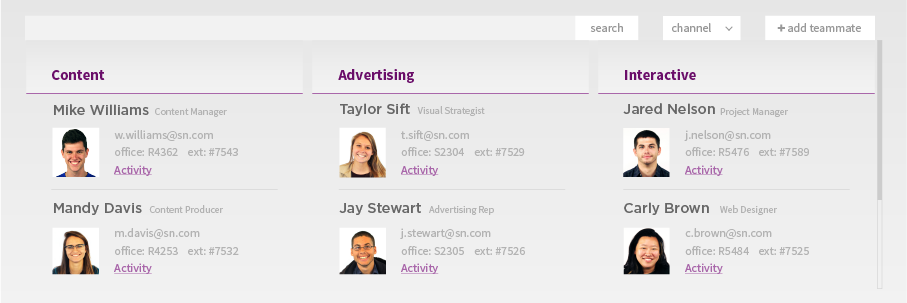 search
channel
+ add teammate
Content
Advertising
Interactive
Mike Williams Content Manager
w.williams@sn.com
office: R4362 ext: #7543
Activity
Taylor Sift Visual Strategist
t.sift@sn.com
office: S2304 ext: #7529
Activity
Jared Nelson Project Manager
j.nelson@sn.com
office: R5476 ext: #7589
Activity
Mandy Davis Content Producer
m.davis@sn.com
office: R4253 ext: #7532
Activity
Jay Stewart Advertising Rep
j.stewart@sn.com
office: S2305 ext: #7526
Activity
Carly Brown Web Designer
c.brown@sn.com
office: R5484 ext: #7525
Activity